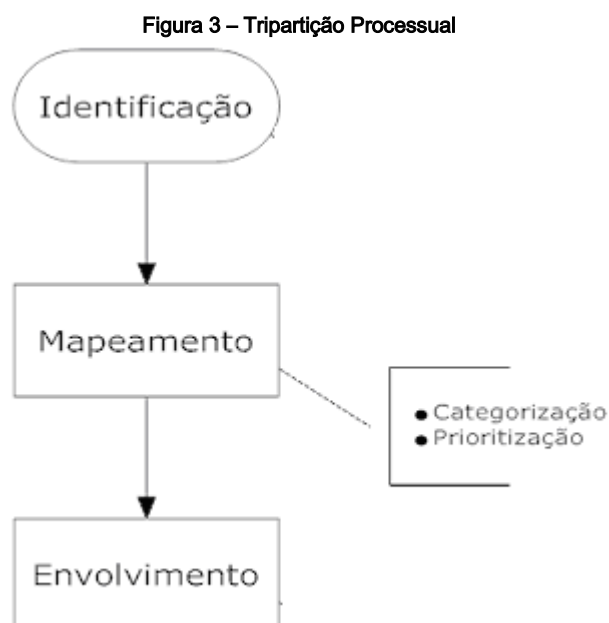 Figura 3 – Tripartição Processual
Identificação
Mapeamento
● Categorização
● Prioritização
Envolvimento